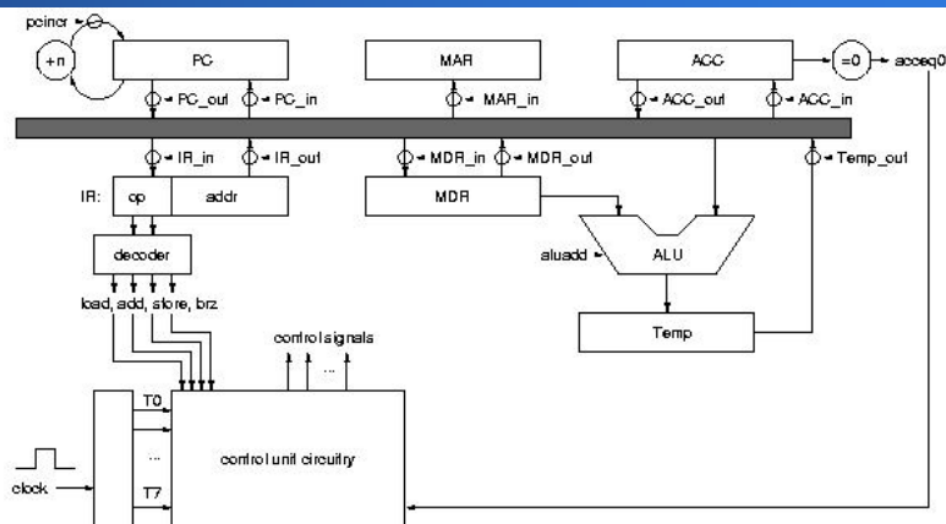 pcincr
+n
PC
MAR
ACC
=0
acceq0
PC_out
PC_in
MAR_in
ACC_out
ACC_in
IR_in
IR_out
MDR_in
MDR_out
Temp_out
IR:
op
addr
MDR
decoder
aluadd
ALU
load, add, store, brz
Temp
control signals
...
T0
...
control unit circuitry
clock
T7